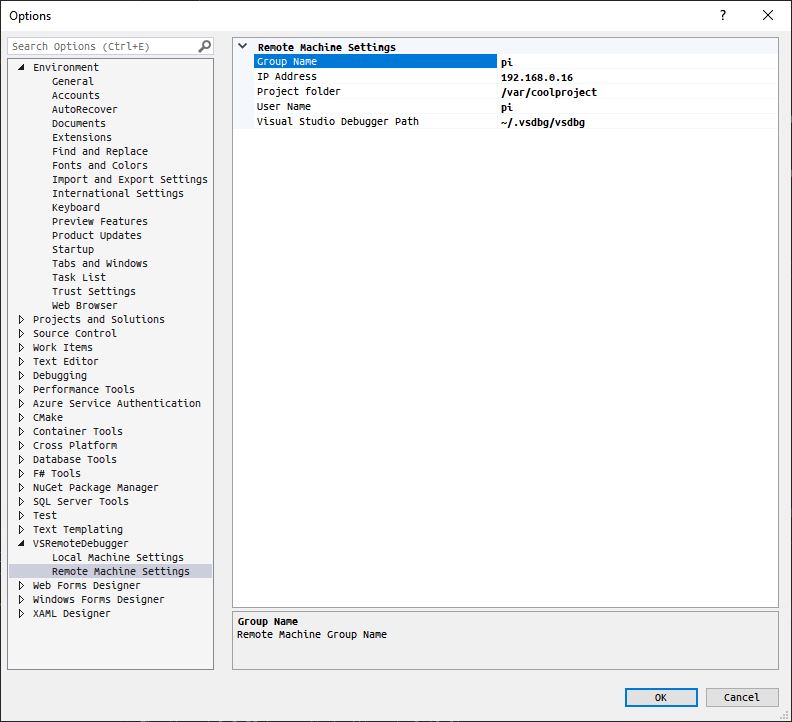 Options
?
Search Options (Ctrl+E)
Environment
General
Accounts
AutoRecover
Documents
Extensions
Find and Replace
Fonts and Colors
Import and Export Settings
International Settings
Keyboard
Preview Features
Product Updates
Startup
Tabs and Windows
Task List
Trust Settings
Web Browser
Projects and Solutions
Source Control
Work Items
Text Editor
Debugging
Performance Tools
Azure Service Authentication
CMake
Container Tools
Cross Platform
Database Tools
F# Tools
NuGet Package Manager
SQL Server Tools
Test
Text Templating
VSRemoteDebugger
Local Machine Settings
Remote Machine Settings
Web Forms Designer
Windows Forms Designer
XAML Designer
Remote Machine Settings
Group Name pi
IP Address 192.168.0.16
Project folder /var/coolproject
User Name pi
Visual Studio Debugger Path ~/.vsdbg/vsdbg
Group Name
Remote Machine Group Name
OK Cancel